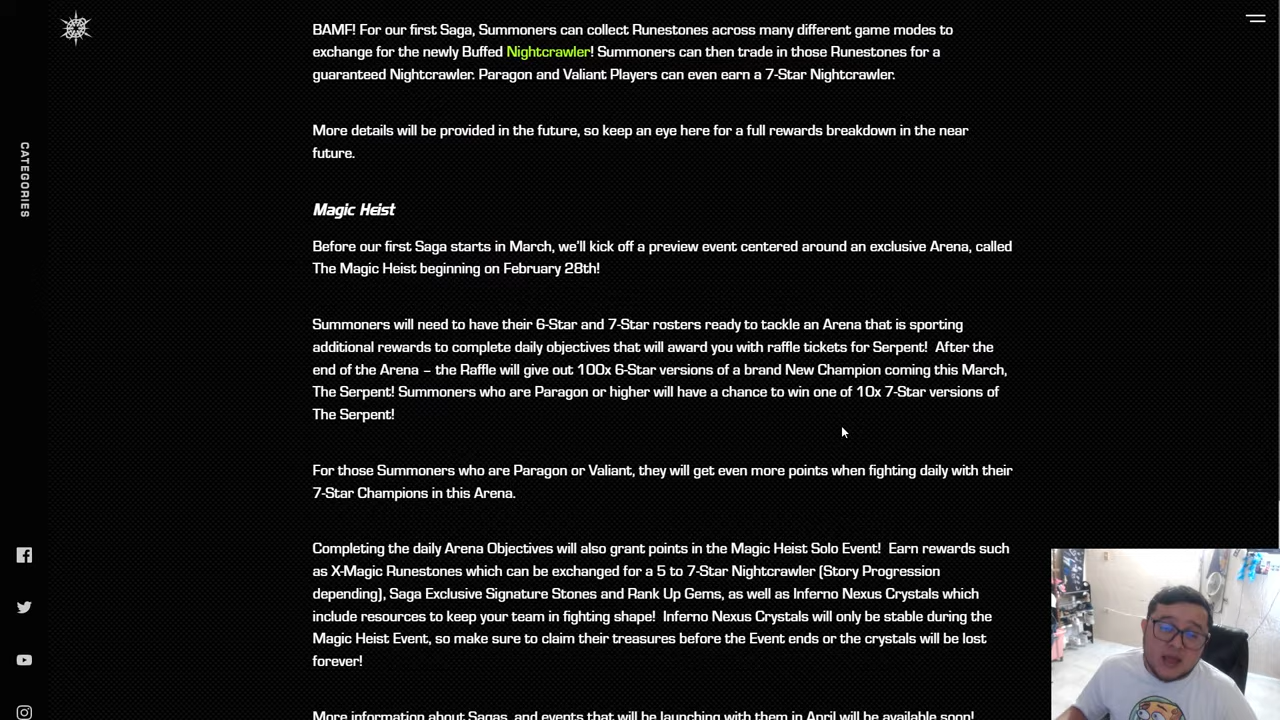 BAMF! For our first Saga, Summoners can collect Runestones across many different game modes to
exchange for the newly Buffed Nightcrawler! Summoners can then trade in those Runestones for a
guaranteed Nightcrawler. Paragon and Valiant Players can even earn a 7-Star Nightcrawler.
More details will be provided in the future, so keep an eye here for a full rewards breakdown in the near
future.
CATEGORIES
Magic Heist
Before our first Saga starts in March, we'll kick off a preview event centered around an exclusive Arena, called
The Magic Heist beginning on February 28th!
Summoners will need to have their 6-Star and 7-Star rosters ready to tackle an Arena that is sporting
additional rewards to complete daily objectives that will award you with raffle tickets for Serpent!  After the
end of the Arena – the Raffle will give out 100x 6-Star versions of a brand New Champion coming this March,
The Serpent! Summoners who are Paragon or higher will have a chance to win one of 10x 7-Star versions of
The Serpent!
For those Summoners who are Paragon or Valiant, they will get even more points when fighting daily with their
7-Star Champions in this Arena.
Completing the daily Arena Objectives will also grant points in the Magic Heist Solo Event!  Earn rewards such
as X-Magic Runestones which can be exchanged for a 5 to 7-Star Nightcrawler (Story Progression
depending), Saga Exclusive Signature Stones and Rank Up Gems, as well as Inferno Nexus Crystals which
include resources to keep your team in fighting shape!  Inferno Nexus Crystals will only be stable during the
Magic Heist Event, so make sure to claim their treasures before the Event ends or the crystals will be lost
forever!
More information about Sagas, and events that will be launching with them in April will be available soon!